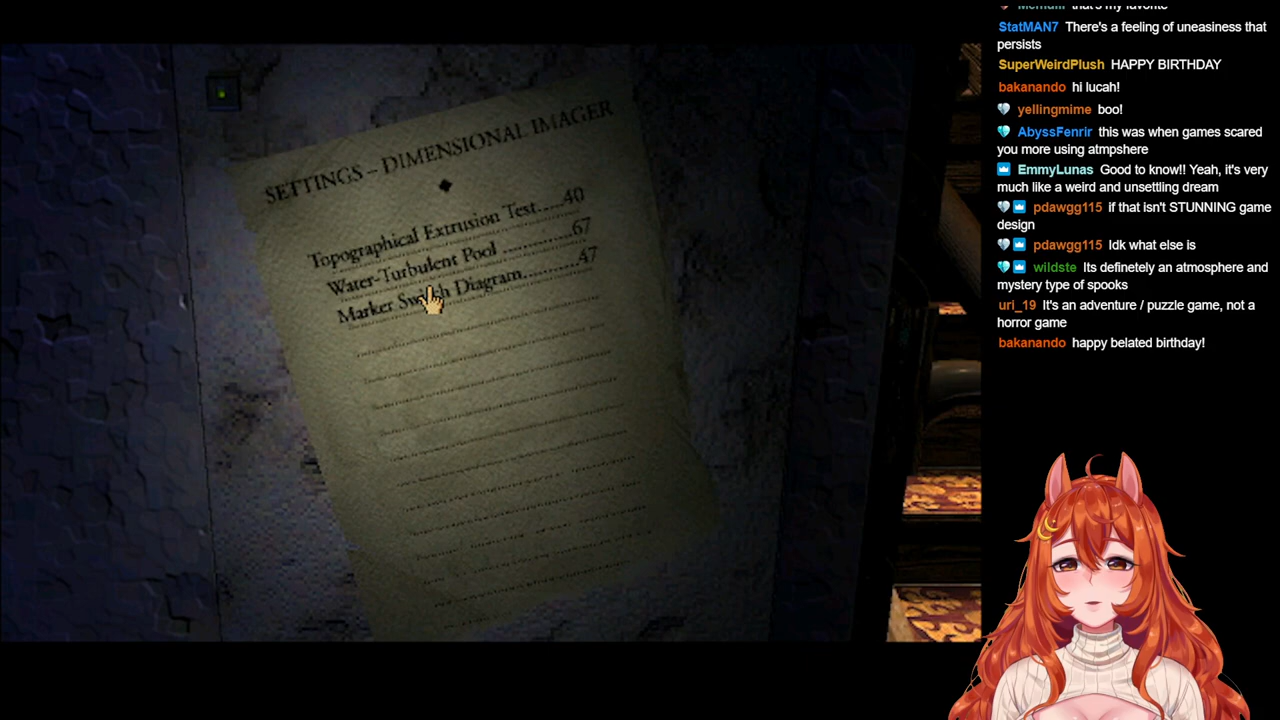 SETTINGS – DIMENSIONAL IMAGER
Topographical Extrusion Test.....40
Water-Turbulent Pool ..............67
Marker Switch Diagram...........47
that's my favorite
StatMAN7 There's a feeling of uneasiness that
persists
SuperWeirdPlush HAPPY BIRTHDAY
bakanando hi lucah!
yellingmime boo!
AbyssFenrir this was when games scared
you more using atmpshere
EmmyLunas Good to know!! Yeah, it's very
much like a weird and unsettling dream
pdawgg115 if that isn't STUNNING game
design
pdawgg115 Idk what else is
wildste Its definetely an atmosphere and
mystery type of spooks
uri_19 It's an adventure / puzzle game, not a
horror game
bakanando happy belated birthday!